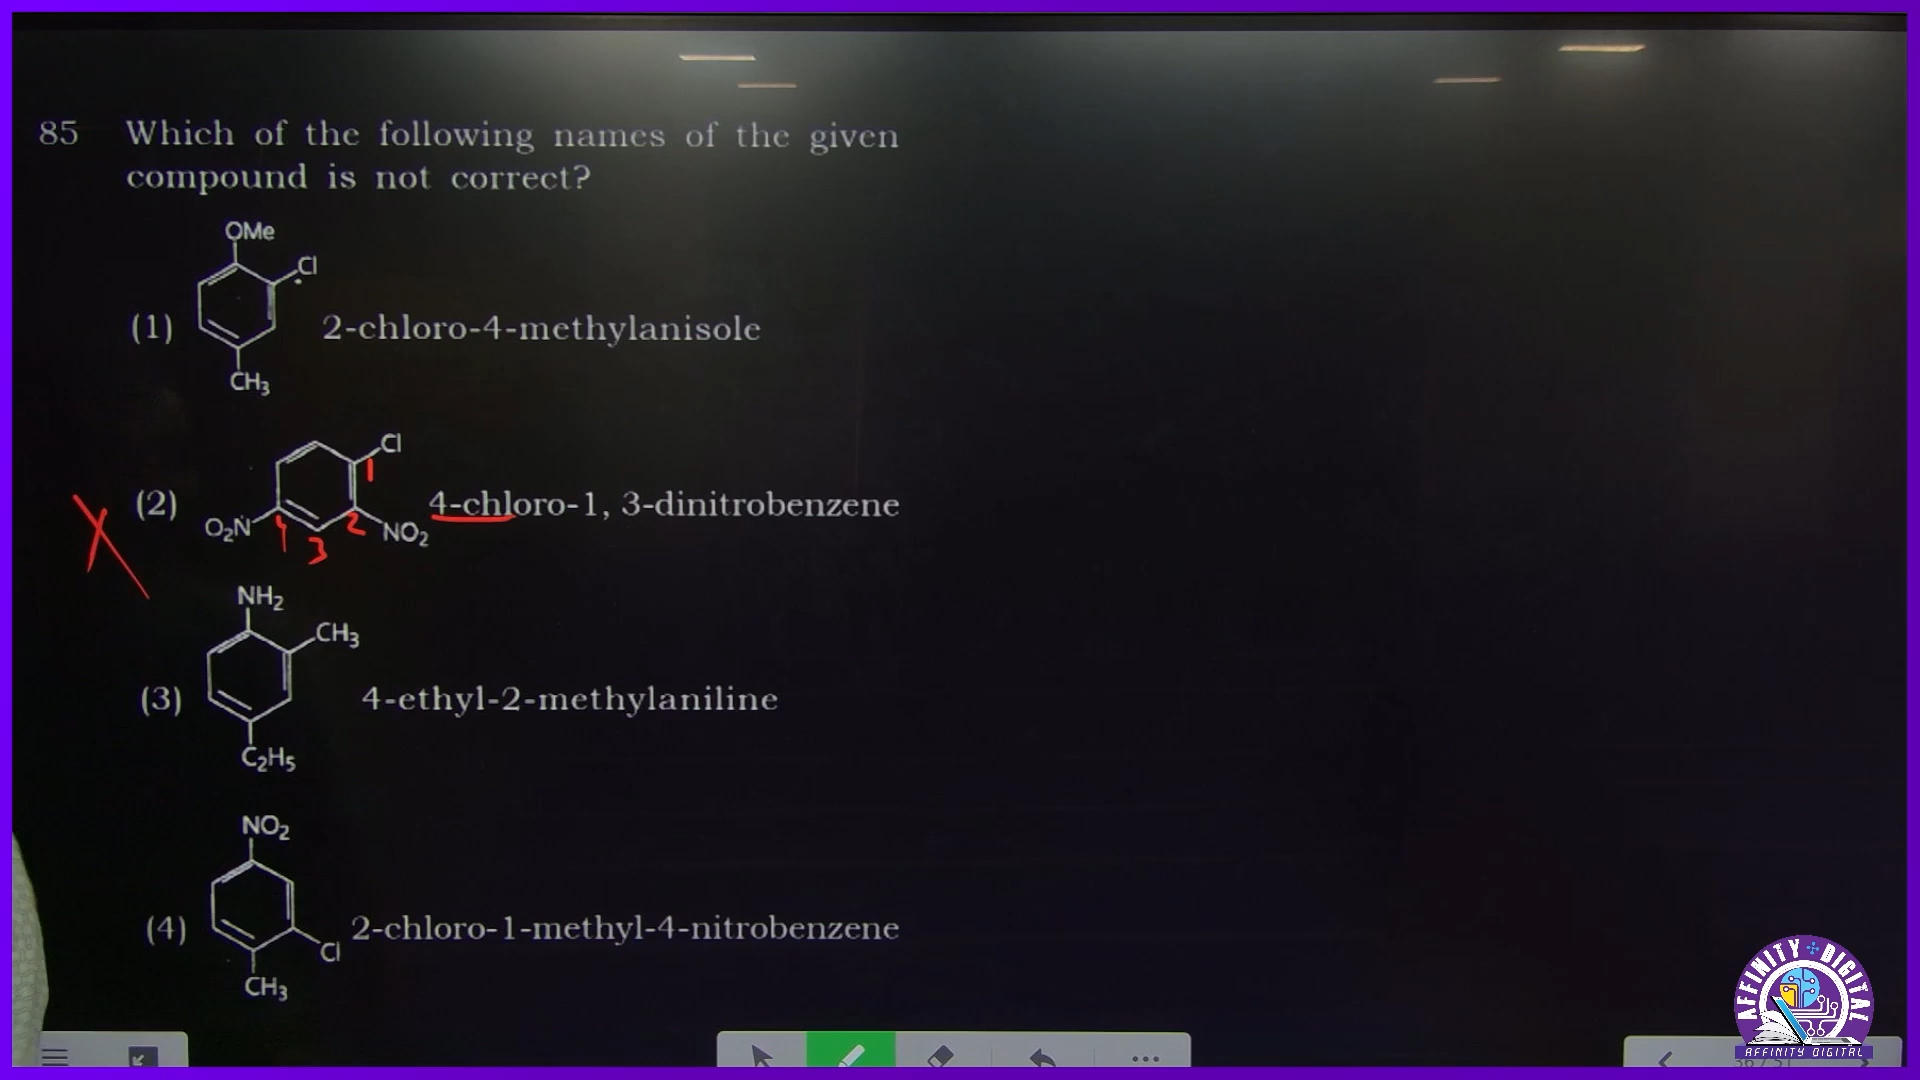 85 Which of the following names of the given
compound is not correct?
OMe
Cl
(1) 2-chloro-4-methylanisole
CH3
Cl
1
(2) 4-chloro-1, 3-dinitrobenzene
O2N 4 2 NO2
3
NH2
CH3
(3) 4-ethyl-2-methylaniline
C2H5
NO2
(4) 2-chloro-1-methyl-4-nitrobenzene
Cl
CH3
AFFINITY DIGITAL
AFFINITY DIGITAL